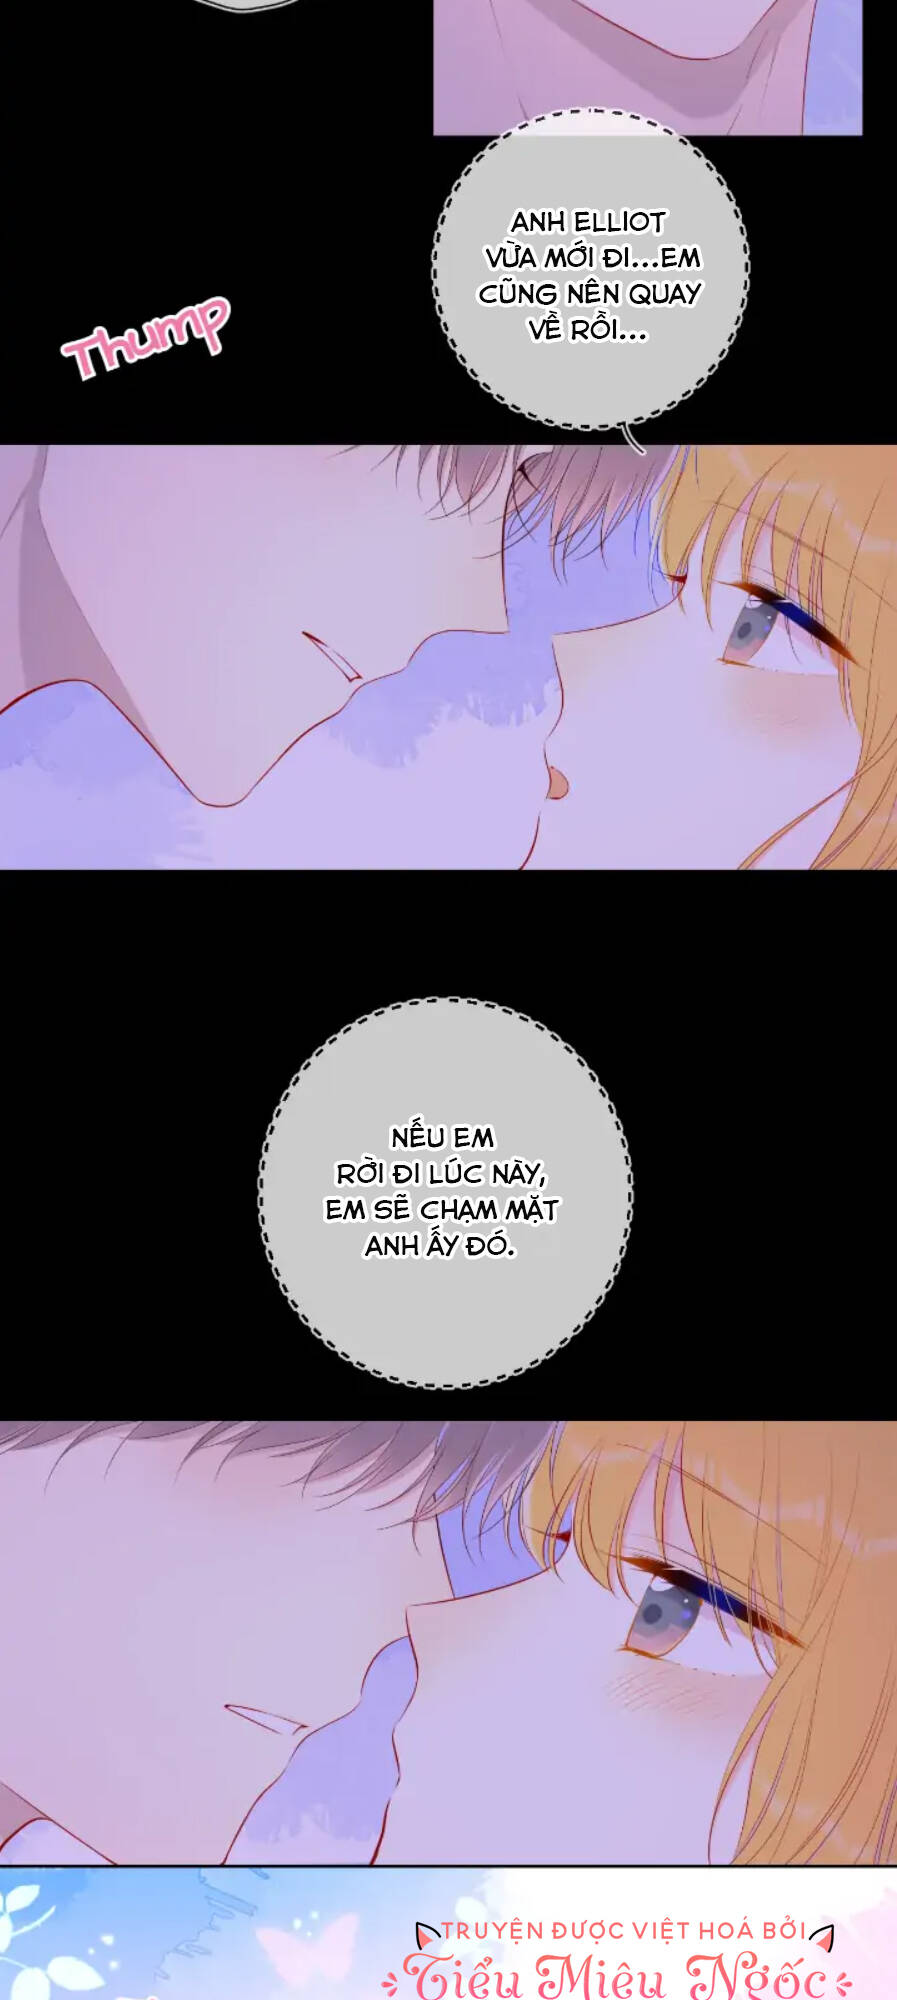 ANH ELLIOT
VỪA MỚI ĐI...EM
CŨNG NÊN QUAY
VỀ RỒI...
Thump
NẾU EM
RỜI ĐI LÚC NÀY,
EM SẼ CHẠM MẶT
ANH ẤY ĐÓ.
TRUYỆN ĐƯỢC VIỆT HOÁ BỞI
Tiểu Miêu Ngốc